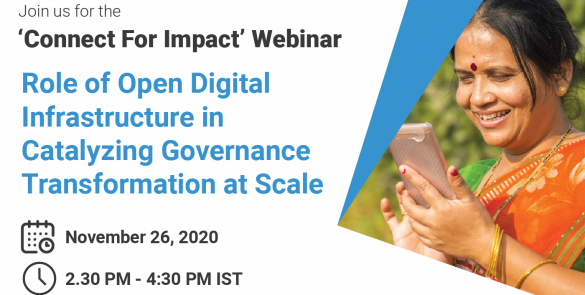 Join us for the
‘Connect For Impact’ Webinar
Role of Open Digital
Infrastructure in
Catalyzing Governance
Transformation at Scale
November 26, 2020
2.30 PM - 4:30 PM IST